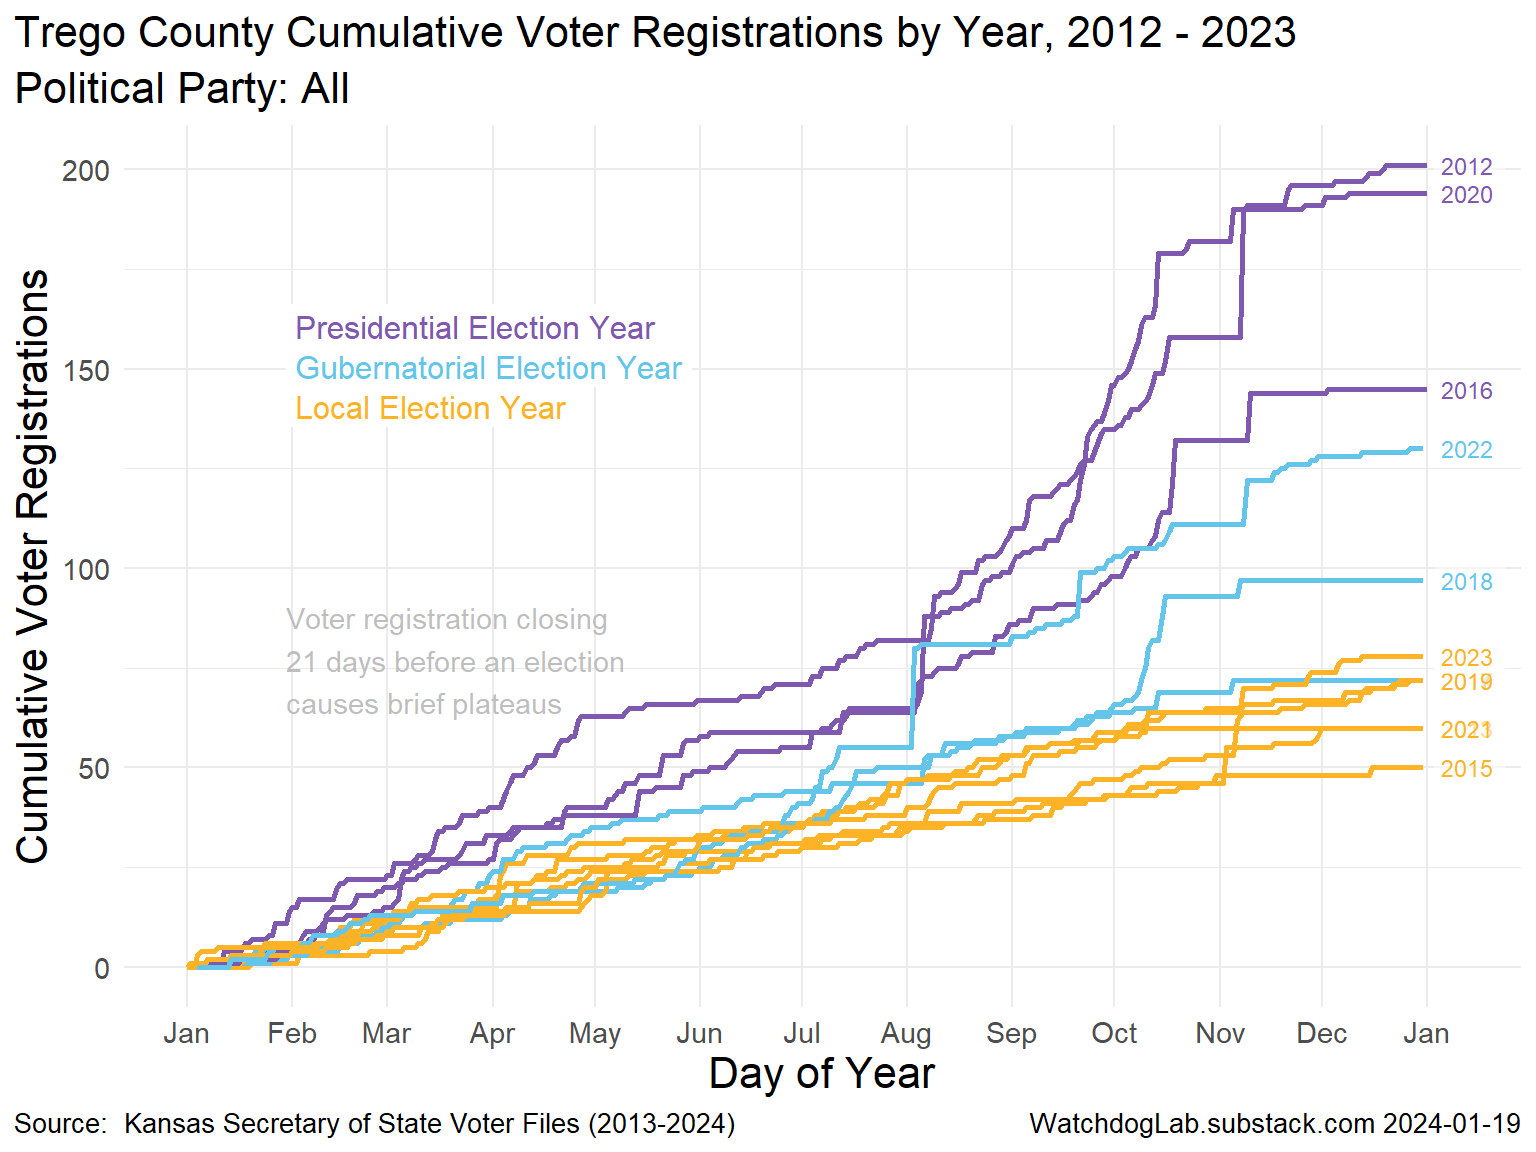 Trego County Cumulative Voter Registrations by Year, 2012 - 2023
Political Party: All
Cumulative Voter Registrations
200
150
100
50
0
Presidential Election Year
Gubernatorial Election Year
Local Election Year
Voter registration closing
21 days before an election
causes brief plateaus
2012
2020
2016
2022
2018
2023
2019
2021
2015
Jan Feb Mar Apr May Jun Jul Aug Sep Oct Nov Dec Jan
Day of Year
Source: Kansas Secretary of State Voter Files (2013-2024)
WatchdogLab.substack.com 2024-01-19